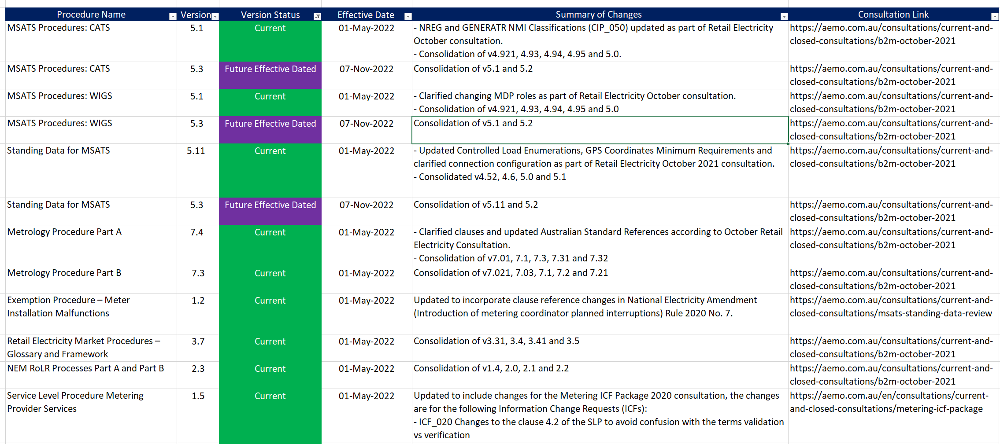 Procedure Name Version Version Status Effective Date Summary of Changes Consultation Link
MSATS Procedures: CATS 5.1 Current 01-May-2022 - NREG and GENERATR NMI Classifications (CIP_050) updated as part of Retail Electricity https://aemo.com.au/consultations/current-and-
October consultation. closed-consultations/b2m-october-2021
- Consolidation of v4.921, 4.93, 4.94, 4.95 and 5.0.
MSATS Procedures: CATS 5.3 Future Effective Dated 07-Nov-2022 Consolidation of v5.1 and 5.2 https://aemo.com.au/consultations/current-and-
closed-consultations/b2m-october-2021
MSATS Procedures: WIGS 5.1 Current 01-May-2022 - Clarified changing MDP roles as part of Retail Electricity October consultation. https://aemo.com.au/consultations/current-and-
- Consolidation of v4.921, 4.93, 4.94, 4.95 and 5.0 closed-consultations/b2m-october-2021
MSATS Procedures: WIGS 5.3 Future Effective Dated 07-Nov-2022 Consolidation of v5.1 and 5.2 https://aemo.com.au/consultations/current-and-
closed-consultations/b2m-october-2021
Standing Data for MSATS 5.11 Current 01-May-2022 - Updated Controlled Load Enumerations, GPS Coordinates Minimum Requirements and https://aemo.com.au/consultations/current-and-
clarified connection configuration as part of Retail Electricity October 2021 consultation. closed-consultations/b2m-october-2021
- Consolidated v4.52, 4.6, 5.0 and 5.1
Standing Data for MSATS 5.3 Future Effective Dated 07-Nov-2022 Consolidation of v5.11 and 5.2 https://aemo.com.au/consultations/current-and-
closed-consultations/b2m-october-2021
Metrology Procedure Part A 7.4 Current 01-May-2022 - Clarified clauses and updated Australian Standard References according to October Retail https://aemo.com.au/consultations/current-and-
Electricity Consultation. closed-consultations/b2m-october-2021
- Consolidation of v7.01, 7.1, 7.3, 7.31 and 7.32
Metrology Procedure Part B 7.3 Current 01-May-2022 Consolidation of v7.021, 7.03, 7.1, 7.2 and 7.21 https://aemo.com.au/consultations/current-and-
closed-consultations/b2m-october-2021
Exemption Procedure – Meter 1.2 Current 01-May-2022 Updated to incorporate clause reference changes in National Electricity Amendment https://aemo.com.au/consultations/current-and-
Installation Malfunctions (Introduction of metering coordinator planned interruptions) Rule 2020 No. 7. closed-consultations/msats-standing-data-review
Retail Electricity Market Procedures – 3.7 Current 01-May-2022 Consolidation of v3.31, 3.4, 3.41 and 3.5 https://aemo.com.au/consultations/current-and-
Glossary and Framework closed-consultations/b2m-october-2021
NEM RoLR Processes Part A and Part B 2.3 Current 01-May-2022 Consolidation of v1.4, 2.0, 2.1 and 2.2 https://aemo.com.au/consultations/current-and-
closed-consultations/b2m-october-2021
Service Level Procedure Metering 1.5 Current 01-May-2022 Updated to include changes for the Metering ICF Package 2020 consultation, the changes https://aemo.com.au/en/consultations/current-
Provider Services are for the following Information Change Requests (ICFs): and-closed-consultations/metering-icf-package
- ICF_020 Changes to the clause 4.2 of the SLP to avoid confusion with the terms validation
vs verification